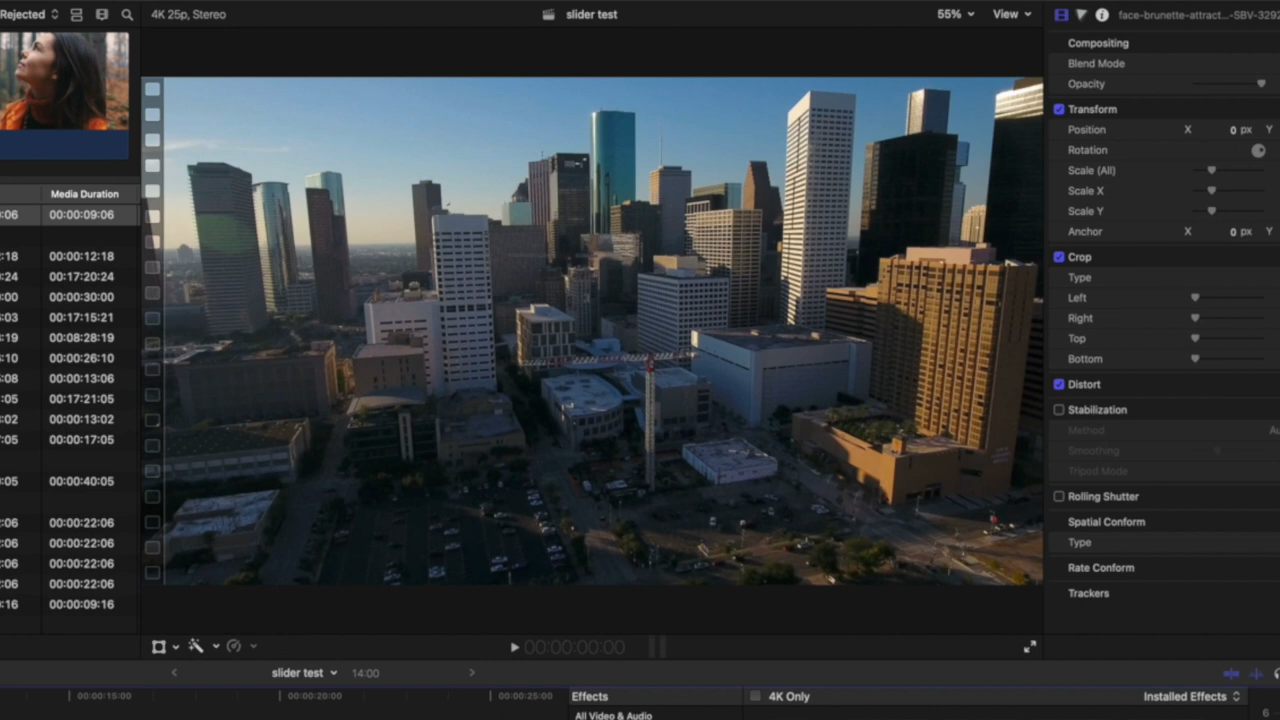 Rejected
4K 25p, Stereo
slider test
55%
View
face-brunette-attract...-SBV-3292
Compositing
Blend Mode
Opacity
Transform
Position X 0 px Y
Rotation
Scale (All)
Scale X
Scale Y
Anchor X 0 px Y
Crop
Type
Left
Right
Top
Bottom
Distort
Stabilization
Method Au
Smoothing
Tripod Mode
Rolling Shutter
Spatial Conform
Type
Rate Conform
Trackers
Media Duration
:06 00:00:09:06
:18 00:00:12:18
:24 00:17:20:24
:00 00:00:30:00
:03 00:17:15:21
:19 00:08:28:19
:10 00:00:26:10
:08 00:00:13:06
:05 00:17:21:05
:02 00:00:13:02
:05 00:00:17:05
:05 00:00:40:05
:06 00:00:22:06
:06 00:00:22:06
:06 00:00:22:06
:06 00:00:22:06
:16 00:00:09:16
00:00:00:00
slider test
14:00
00:00:15:00
00:00:20:00
00:00:25:00
Effects
4K Only
Installed Effects
All Video & Audio
6